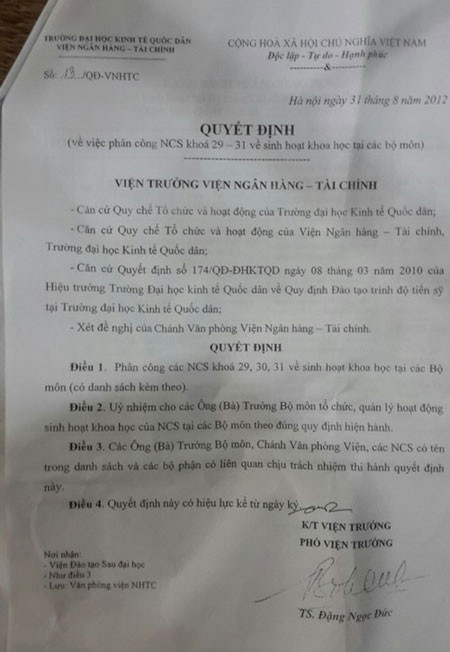 TRƯỜNG ĐẠI HỌC KINH TẾ QUỐC DÂN
VIỆN NGÂN HÀNG – TÀI CHÍNH
Số: 13 /QĐ-VNHTC
CỘNG HOÀ XÃ HỘI CHỦ NGHĨA VIỆT NAM
Độc lập - Tự do - Hạnh phúc
--------------&--------------
Hà nội ngày 31 tháng 8 năm 2012
QUYẾT ĐỊNH
(về việc phân công NCS khoá 29 – 31 về sinh hoạt khoa học tại các bộ môn)
VIỆN TRƯỞNG VIỆN NGÂN HÀNG – TÀI CHÍNH
- Căn cứ Quy chế Tổ chức và hoạt động của Trường đại học Kinh tế Quốc dân;
- Căn cứ Quy chế Tổ chức và hoạt động của Viện Ngân hàng – Tài chính,
Trường đại học Kinh tế Quốc dân;
- Căn cứ Quyết định số 174/QĐ-ĐHKTQD ngày 08 tháng 03 năm 2010 của
Hiệu trưởng Trường Đại học kinh tế Quốc dân về Quy định Đào tạo trình độ tiến sỹ
tại Trường đại học Kinh tế Quốc dân;
- Xét đề nghị của Chánh Văn phòng Viện Ngân hàng – Tài chính.
QUYẾT ĐỊNH
Điều 1. Phân công các NCS khoá 29, 30, 31 về sinh hoạt khoa học tại các Bộ
môn (có danh sách kèm theo).
Điều 2. Uỷ nhiệm cho các Ông (Bà) Trưởng Bộ môn tổ chức, quản lý hoạt động
sinh hoạt khoa học của NCS tại các Bộ môn theo đúng quy định hiện hành.
Điều 3. Các Ông (Bà) Trưởng Bộ môn, Chánh Văn phòng Viện, các NCS có tên
trong danh sách và các bộ phận có liên quan chịu trách nhiệm thi hành quyết định
này.
Điều 4. Quyết định này có hiệu lực kể từ ngày ký
K/T VIỆN TRƯỞNG
PHÓ VIỆN TRƯỞNG
Nơi nhận:
- Viện Đào tạo Sau đại học
- Như điều 3
- Lưu: Văn phòng viện NHTC
TS. Đặng Ngọc Đức